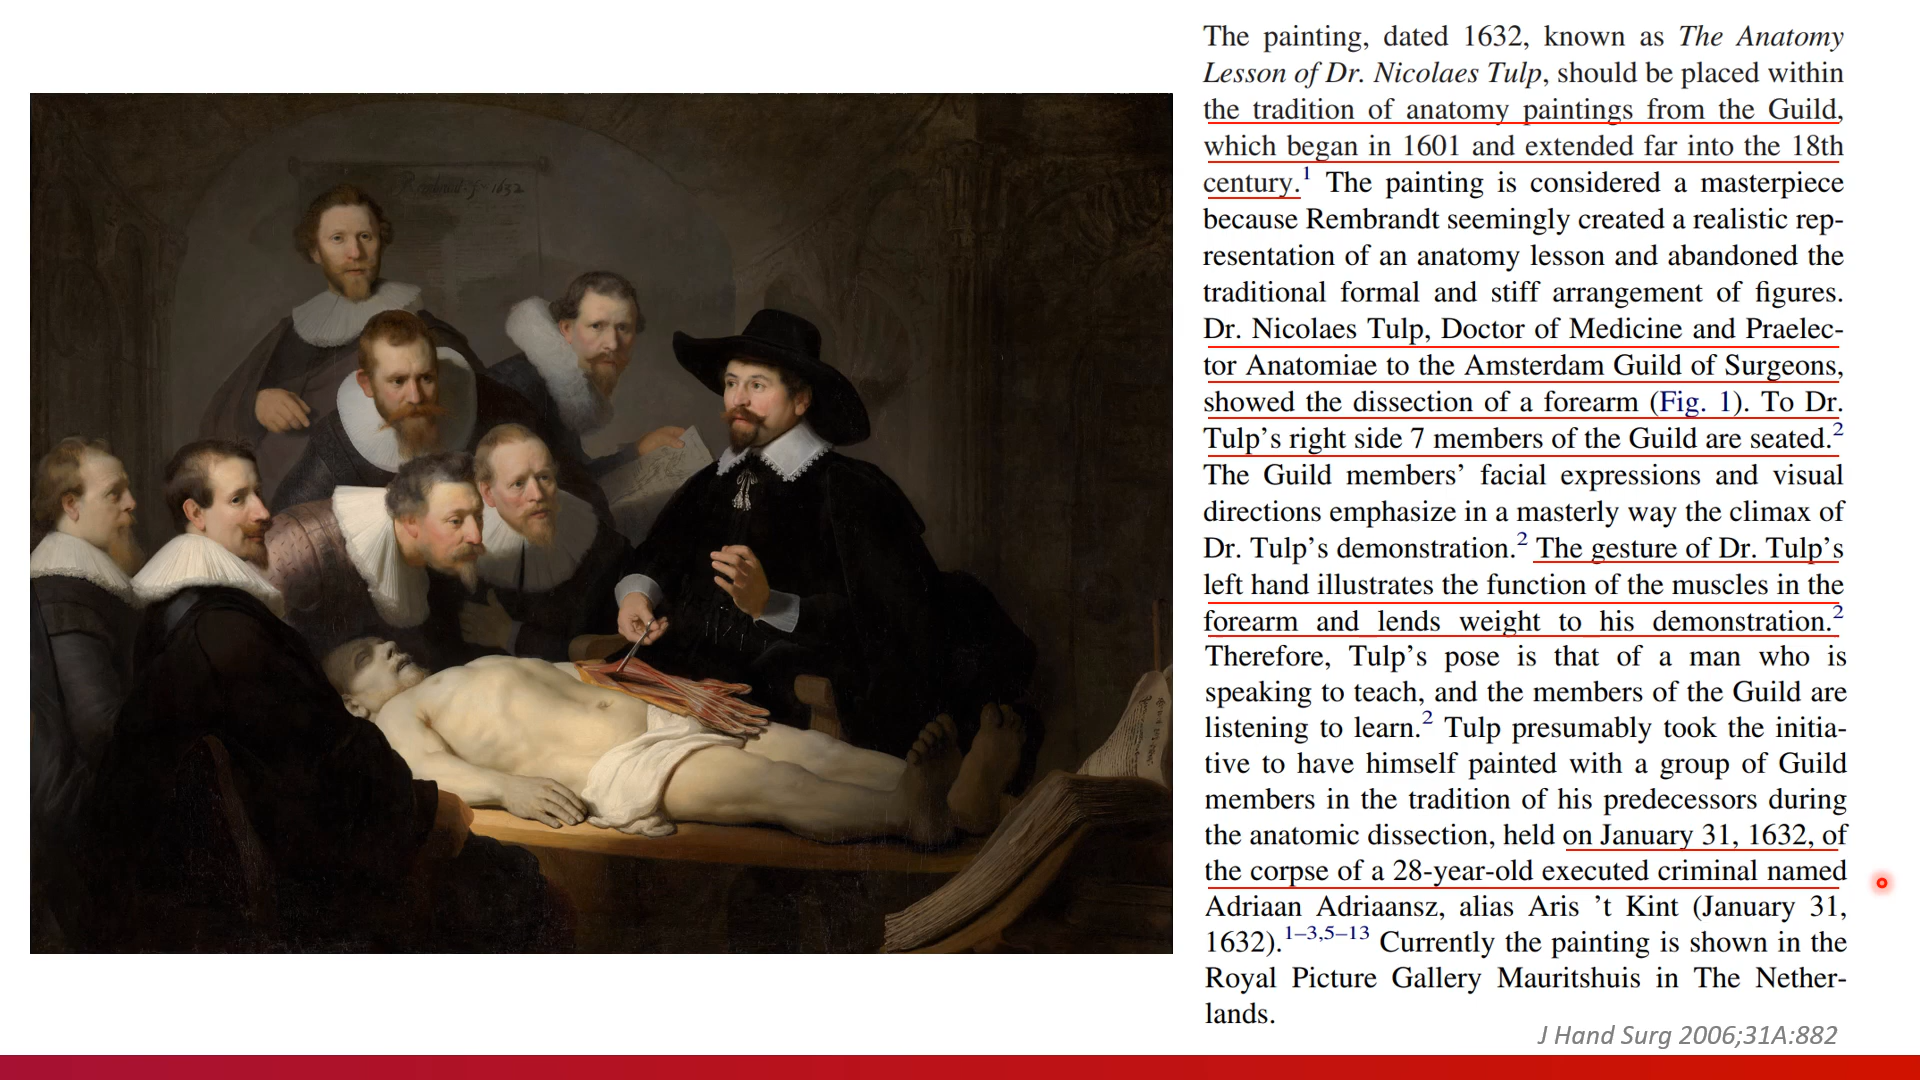 Rembrandt. f. 1632
The painting, dated 1632, known as The Anatomy
Lesson of Dr. Nicolaes Tulp, should be placed within
the tradition of anatomy paintings from the Guild,
which began in 1601 and extended far into the 18th
century.1 The painting is considered a masterpiece
because Rembrandt seemingly created a realistic rep-
resentation of an anatomy lesson and abandoned the
traditional formal and stiff arrangement of figures.
Dr. Nicolaes Tulp, Doctor of Medicine and Praelec-
tor Anatomiae to the Amsterdam Guild of Surgeons,
showed the dissection of a forearm (Fig. 1). To Dr.
Tulp’s right side 7 members of the Guild are seated.2
The Guild members’ facial expressions and visual
directions emphasize in a masterly way the climax of
Dr. Tulp’s demonstration.2 The gesture of Dr. Tulp’s
left hand illustrates the function of the muscles in the
forearm and lends weight to his demonstration.2
Therefore, Tulp’s pose is that of a man who is
speaking to teach, and the members of the Guild are
listening to learn.2 Tulp presumably took the initia-
tive to have himself painted with a group of Guild
members in the tradition of his predecessors during
the anatomic dissection, held on January 31, 1632, of
the corpse of a 28-year-old executed criminal named
Adriaan Adriaansz, alias Aris ’t Kint (January 31,
1632).1–3,5–13 Currently the painting is shown in the
Royal Picture Gallery Mauritshuis in The Nether-
lands.
J Hand Surg 2006;31A:882